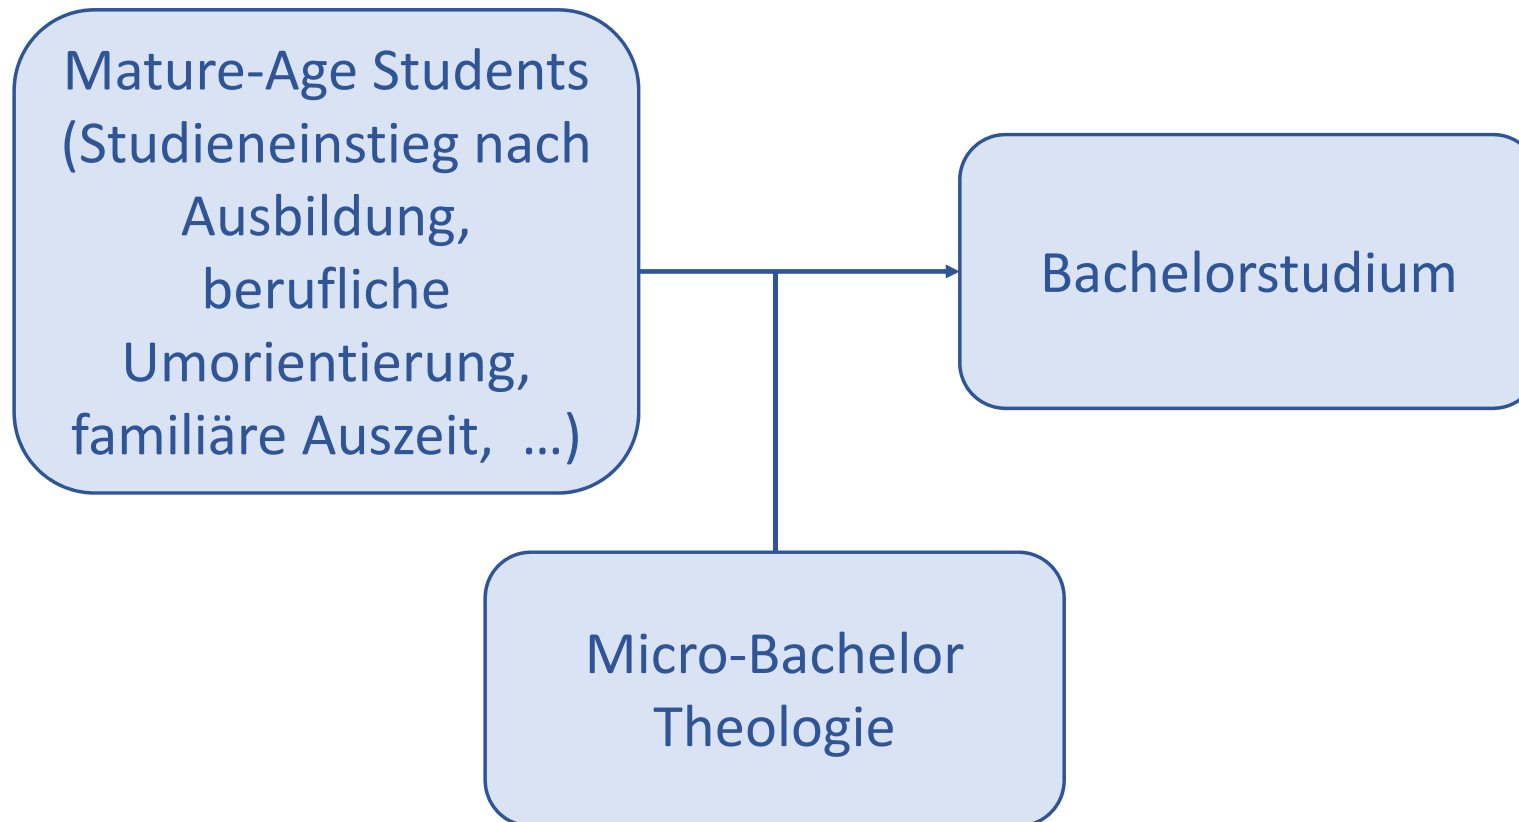 Mature-Age Students
(Studieneinstieg nach
Ausbildung,
berufliche
Umorientierung,
familiäre Auszeit,  ...)
Bachelorstudium
Micro-Bachelor
Theologie